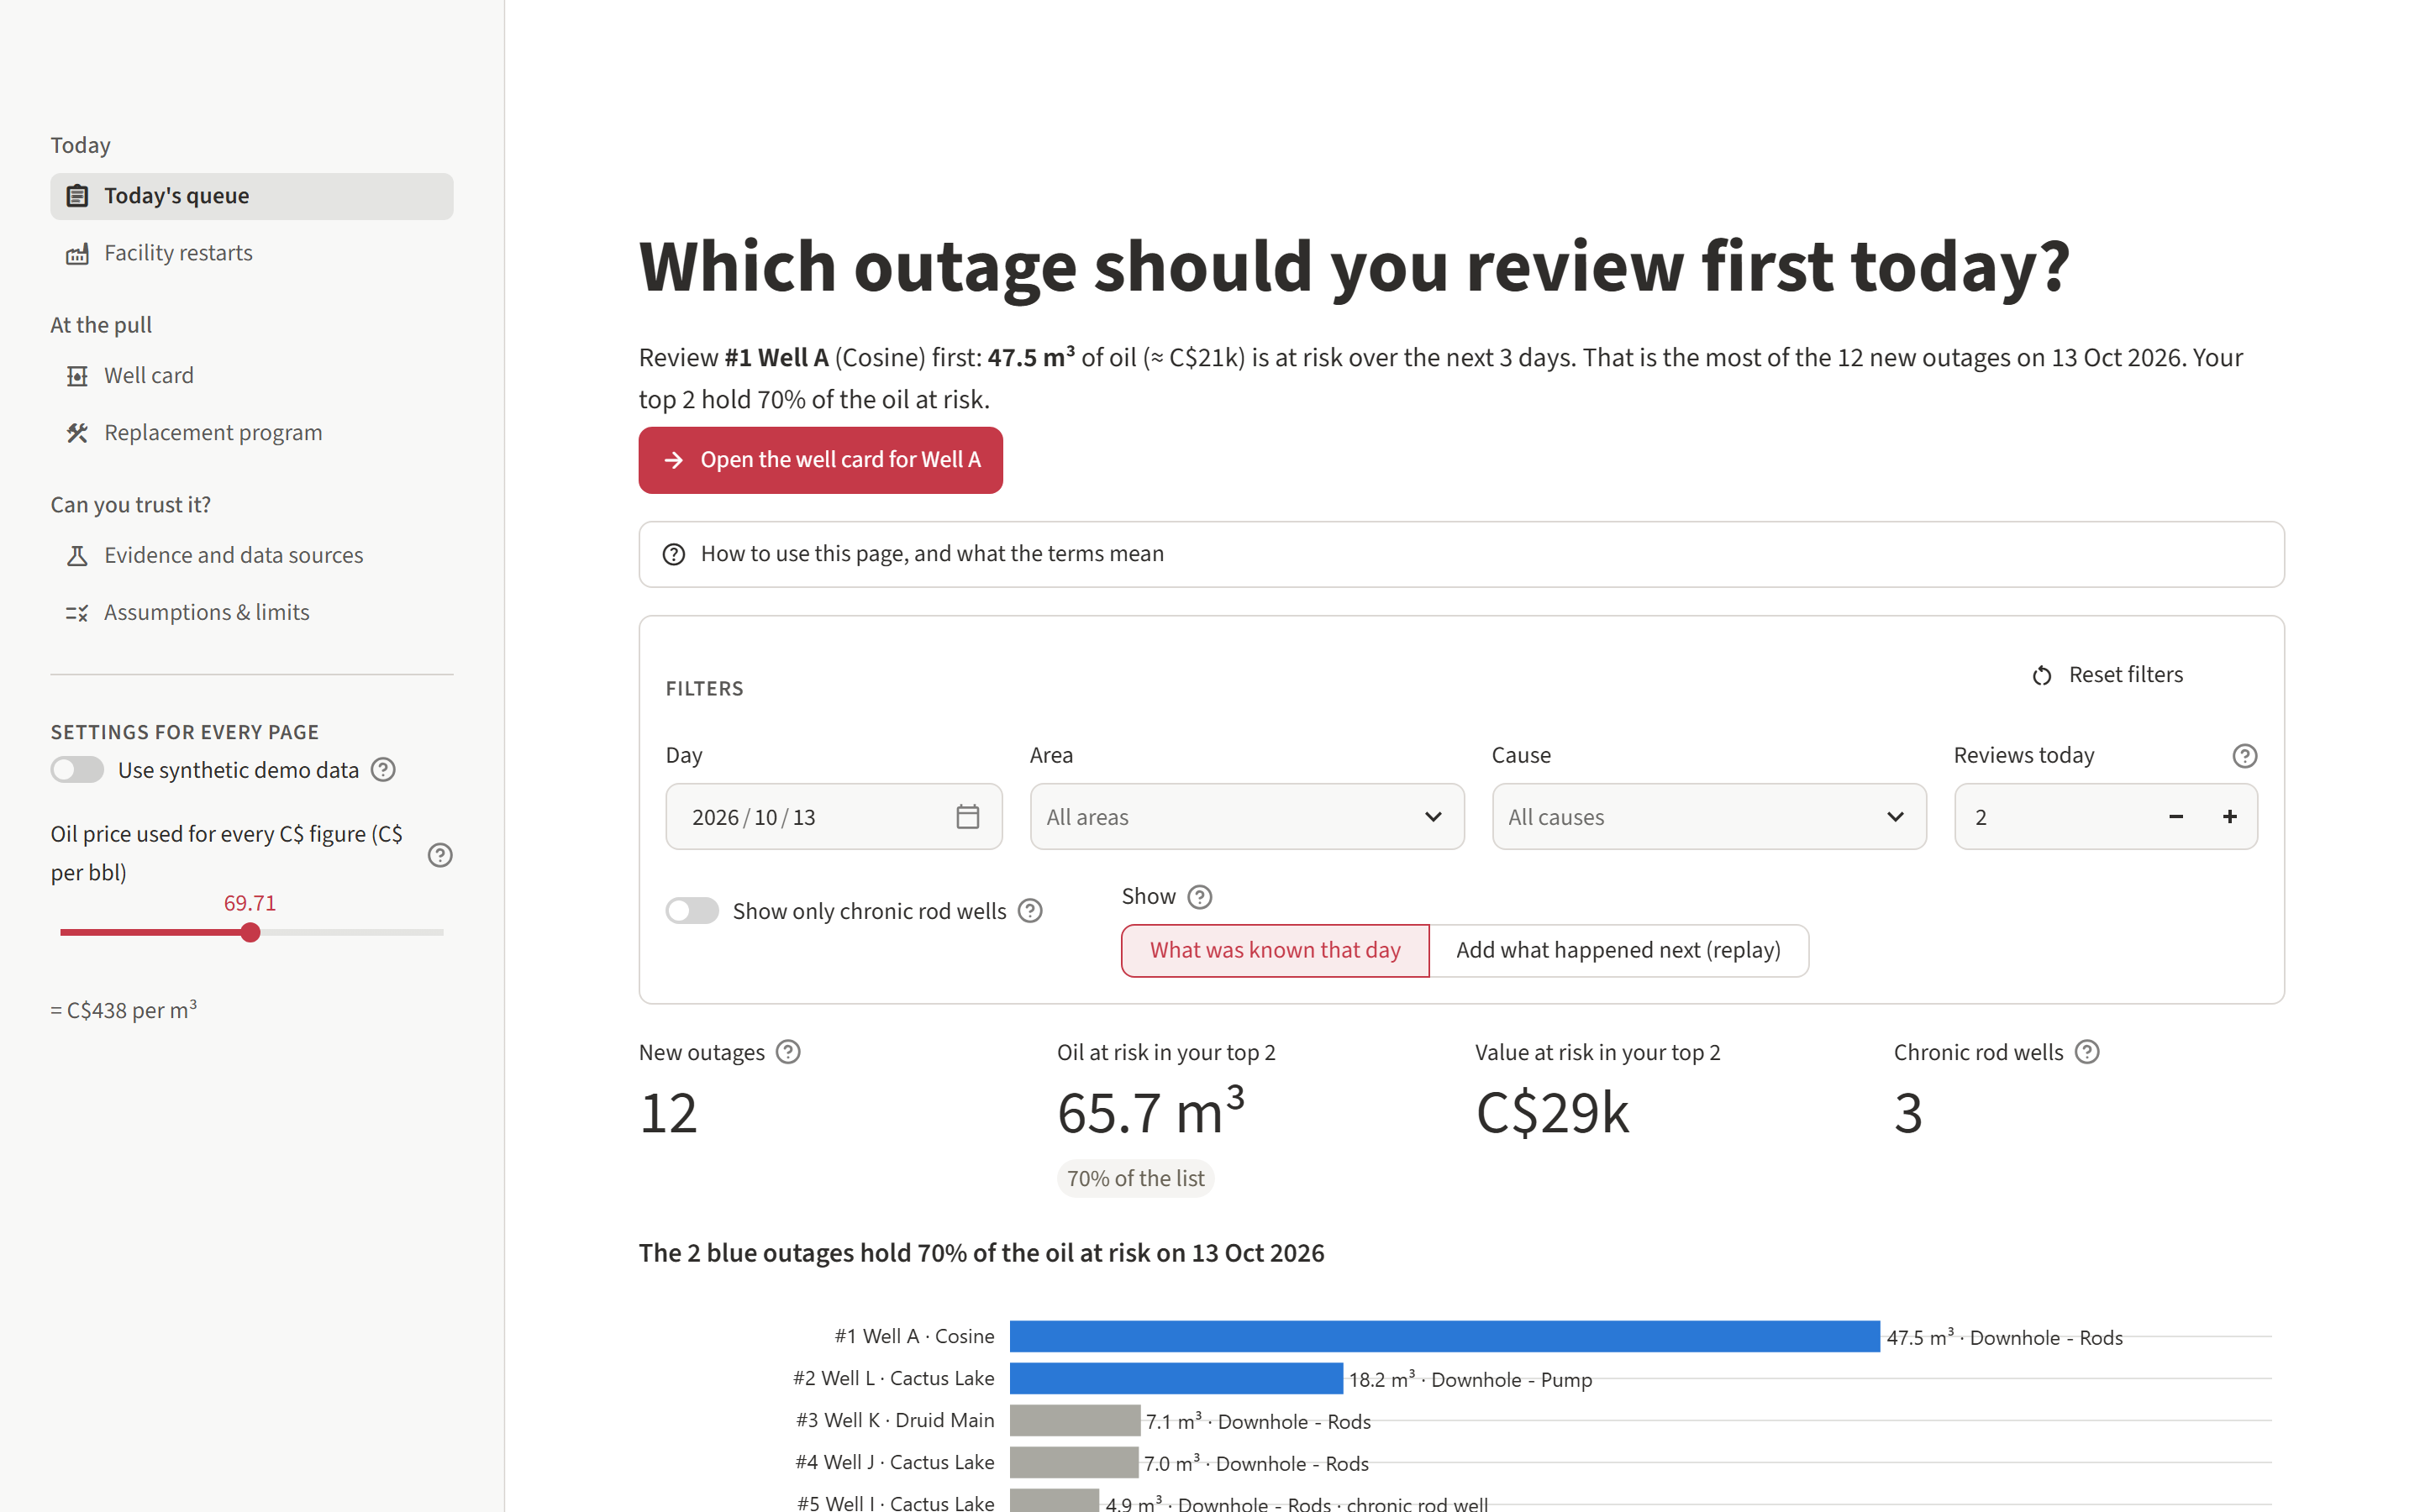 Today
Today's queue
Facility restarts
At the pull
Well card
Replacement program
Can you trust it?
Evidence and data sources
Assumptions & limits
SETTINGS FOR EVERY PAGE
Use synthetic demo data
Oil price used for every C$ figure (C$
per bbl)
69.71
= C$438 per m³
Which outage should you review first today?
Review #1 Well A (Cosine) first: 47.5 m³ of oil (≈ C$21k) is at risk over the next 3 days. That is the most of the 12 new outages on 13 Oct 2026. Your
top 2 hold 70% of the oil at risk.
Open the well card for Well A
How to use this page, and what the terms mean
FILTERS
Reset filters
Day
Area
Cause
Reviews today
2026/10/13
All areas
All causes
2
Show only chronic rod wells
Show
What was known that day
Add what happened next (replay)
New outages
Oil at risk in your top 2
Value at risk in your top 2
Chronic rod wells
12
65.7 m³
C$29k
3
70% of the list
The 2 blue outages hold 70% of the oil at risk on 13 Oct 2026
#1 Well A · Cosine 47.5 m³ · Downhole - Rods
#2 Well L · Cactus Lake 18.2 m³ · Downhole - Pump
#3 Well K · Druid Main 7.1 m³ · Downhole - Rods
#4 Well J · Cactus Lake 7.0 m³ · Downhole - Rods
#5 Well I · Cactus Lake 4.9 m³ · Downhole - Rods · chronic rod well